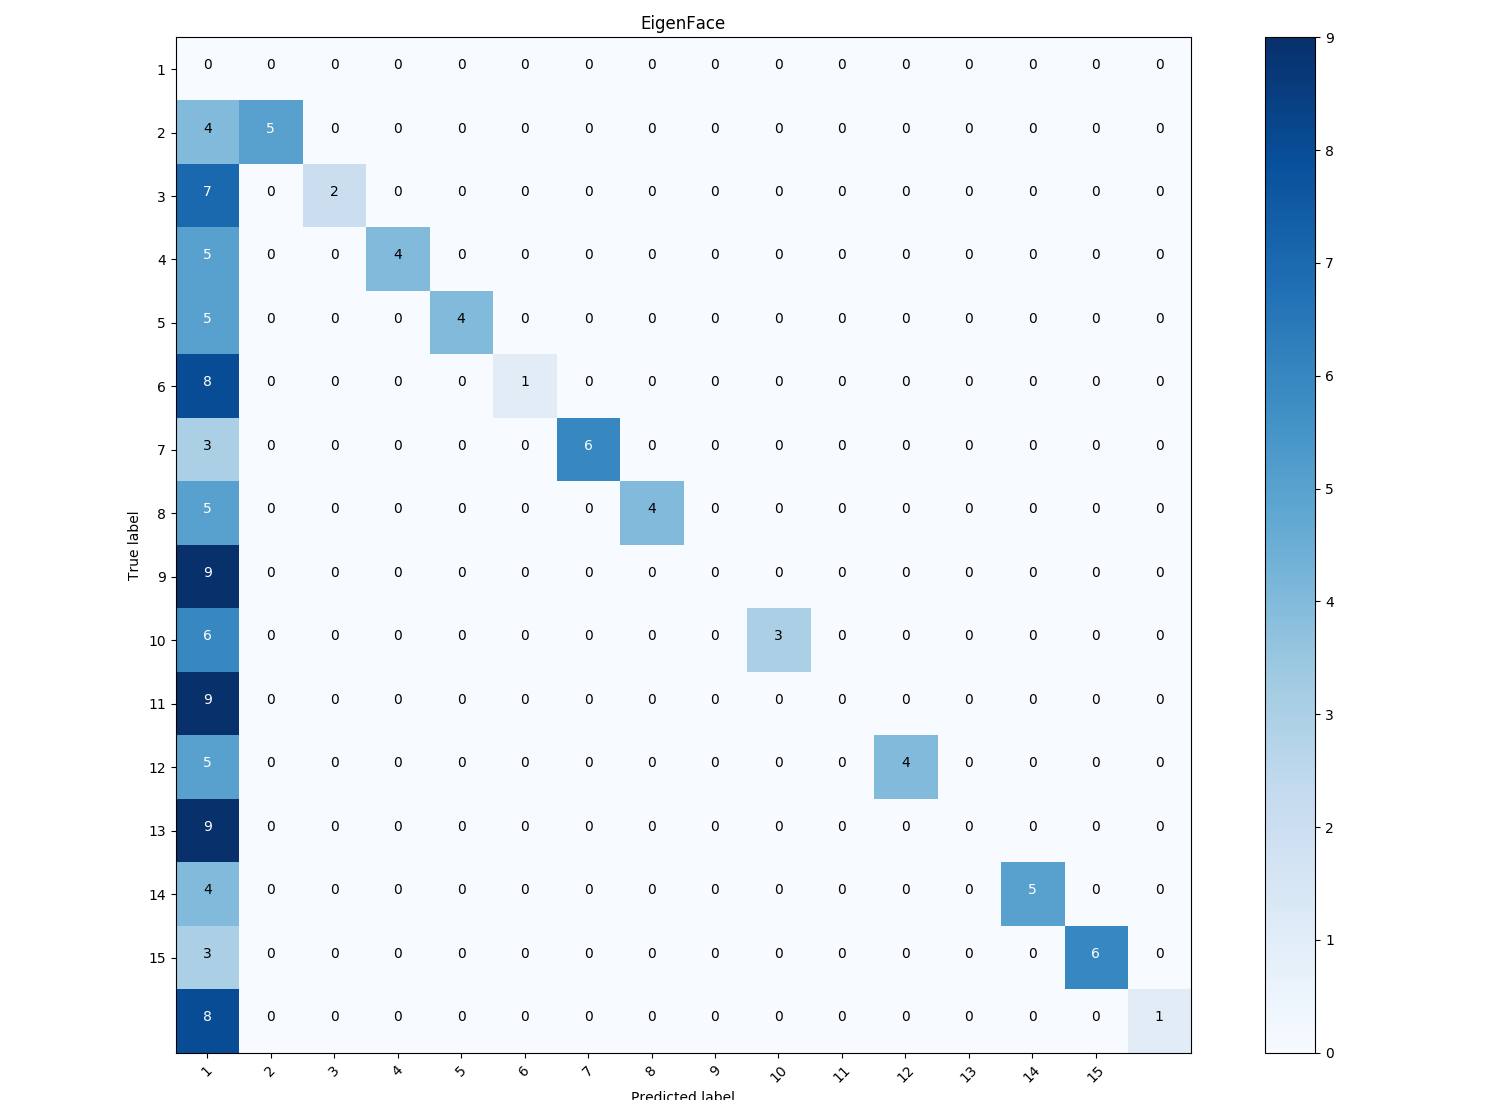 EigenFace
1 0 0 0 0 0 0 0 0 0 0 0 0 0 0 0 0
2 4 5 0 0 0 0 0 0 0 0 0 0 0 0 0 0
3 7 0 2 0 0 0 0 0 0 0 0 0 0 0 0 0
4 5 0 0 4 0 0 0 0 0 0 0 0 0 0 0 0
5 5 0 0 0 4 0 0 0 0 0 0 0 0 0 0 0
6 8 0 0 0 0 1 0 0 0 0 0 0 0 0 0 0
7 3 0 0 0 0 0 6 0 0 0 0 0 0 0 0 0
8 5 0 0 0 0 0 0 4 0 0 0 0 0 0 0 0
9 9 0 0 0 0 0 0 0 0 0 0 0 0 0 0 0
10 6 0 0 0 0 0 0 0 0 3 0 0 0 0 0 0
11 9 0 0 0 0 0 0 0 0 0 0 0 0 0 0 0
12 5 0 0 0 0 0 0 0 0 0 0 4 0 0 0 0
13 9 0 0 0 0 0 0 0 0 0 0 0 0 0 0 0
14 4 0 0 0 0 0 0 0 0 0 0 0 0 5 0 0
15 3 0 0 0 0 0 0 0 0 0 0 0 0 0 6 0
8 0 0 0 0 0 0 0 0 0 0 0 0 0 0 1
1 2 3 4 5 6 7 8 9 10 11 12 13 14 15
Predicted label
True label
9
8
7
6
5
4
3
2
1
0